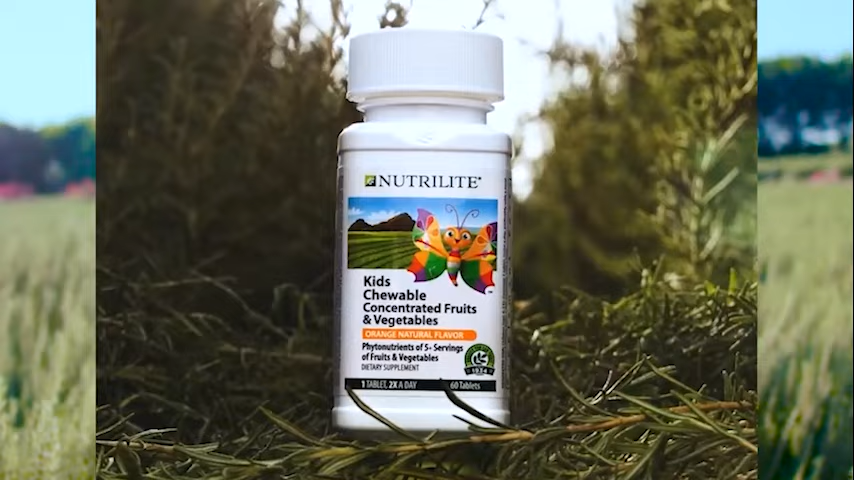 NUTRILITE®
Kids
Chewable
Concentrated Fruits
& Vegetables
ORANGE NATURAL FLAVOR
Phytonutrients of 5+ Servings
of Fruits & Vegetables
DIETARY SUPPLEMENT
1934
1 TABLET, 2X A DAY 60 Tablets